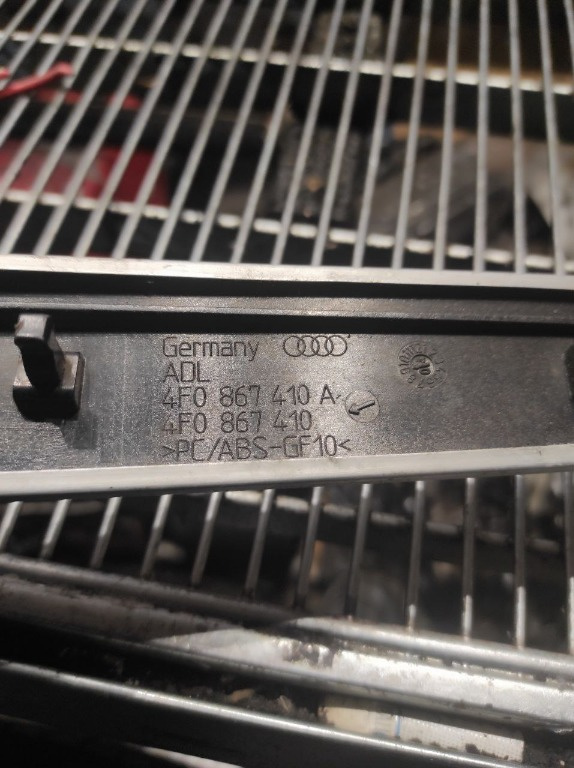 Germany
ADL
4F0 867 410 A
4F0 867 410
>PC/ABS-GF10<